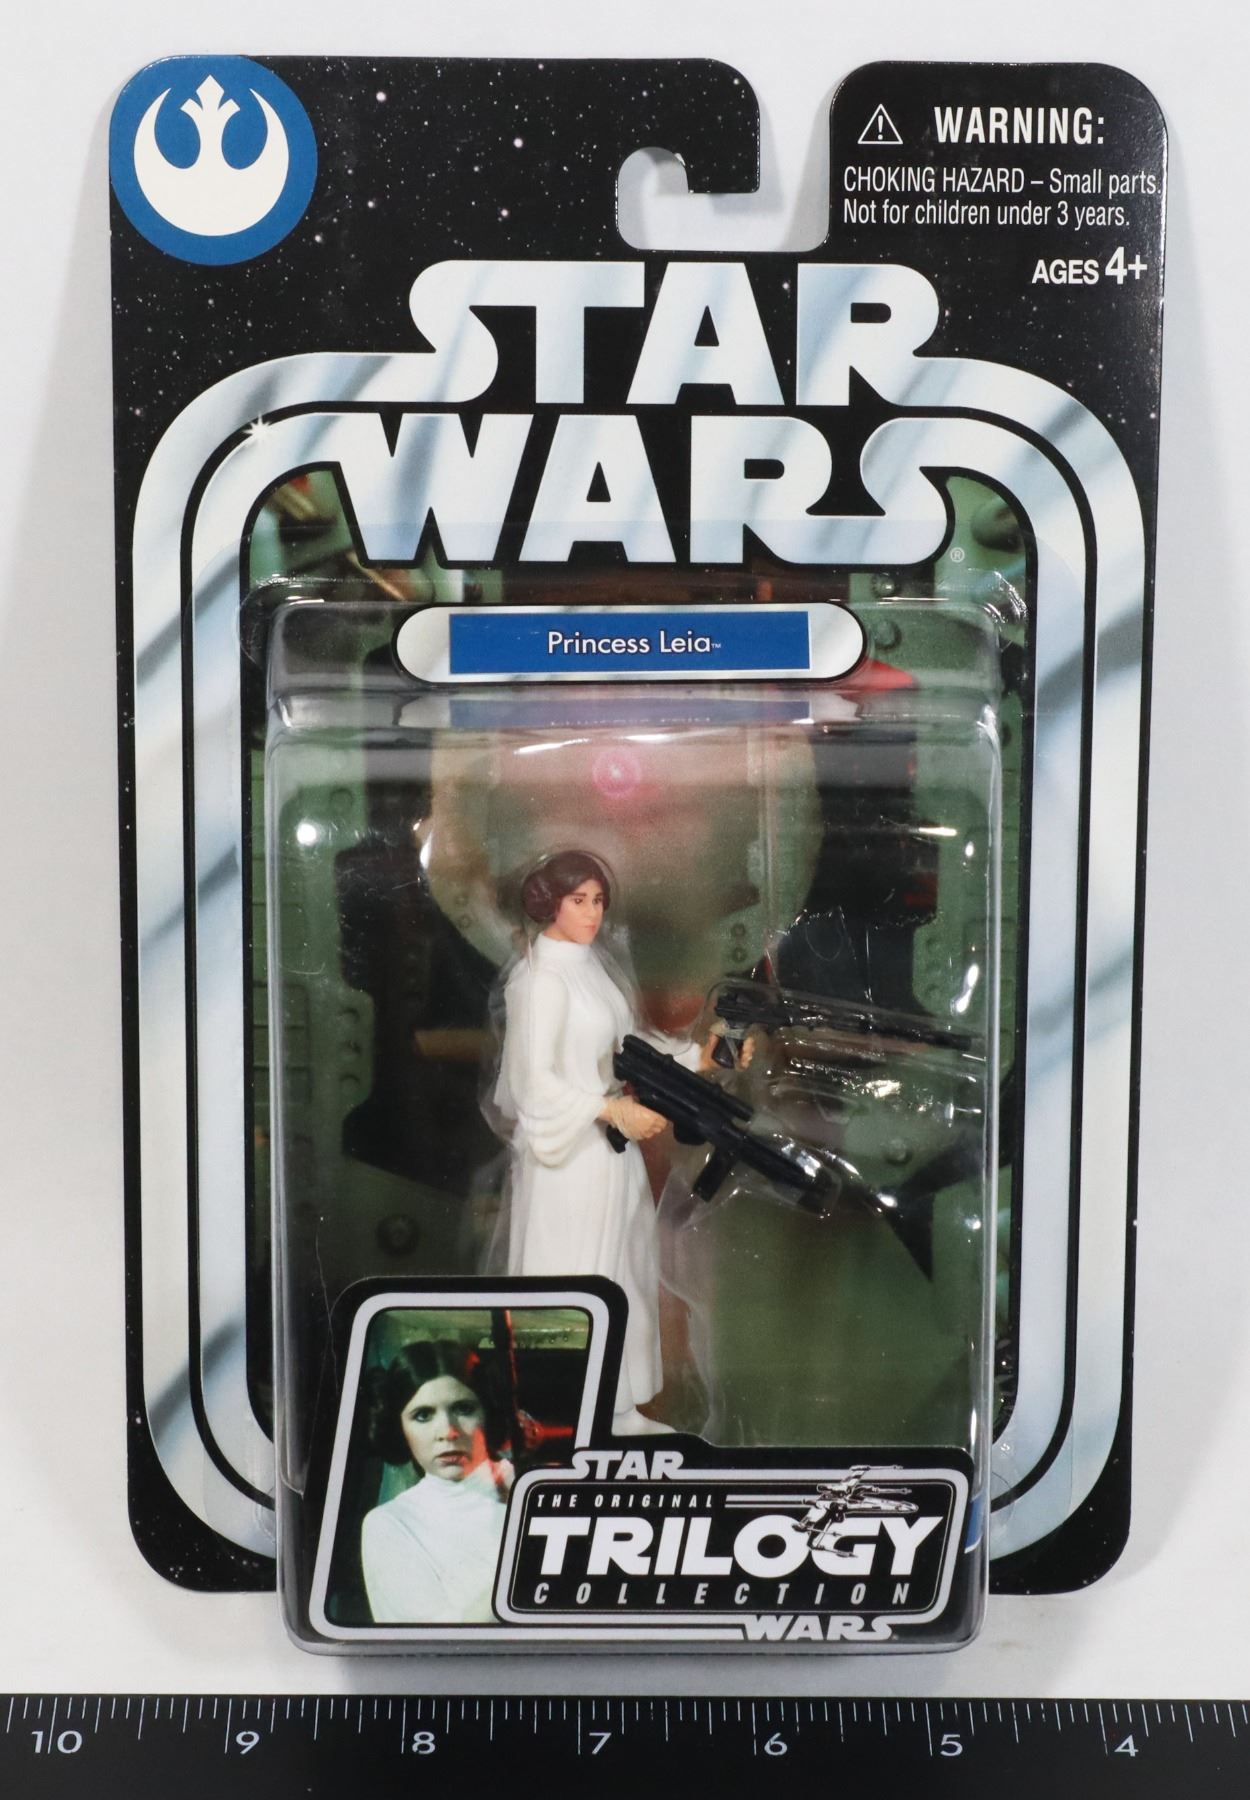 WARNING:
CHOKING HAZARD – Small parts.
Not for children under 3 years.
AGES 4+
STAR
WARS®
Princess Leia™
STAR
THE ORIGINAL
TRILOGY
COLLECTION
WARS®
10 9 8 7 6 5 4